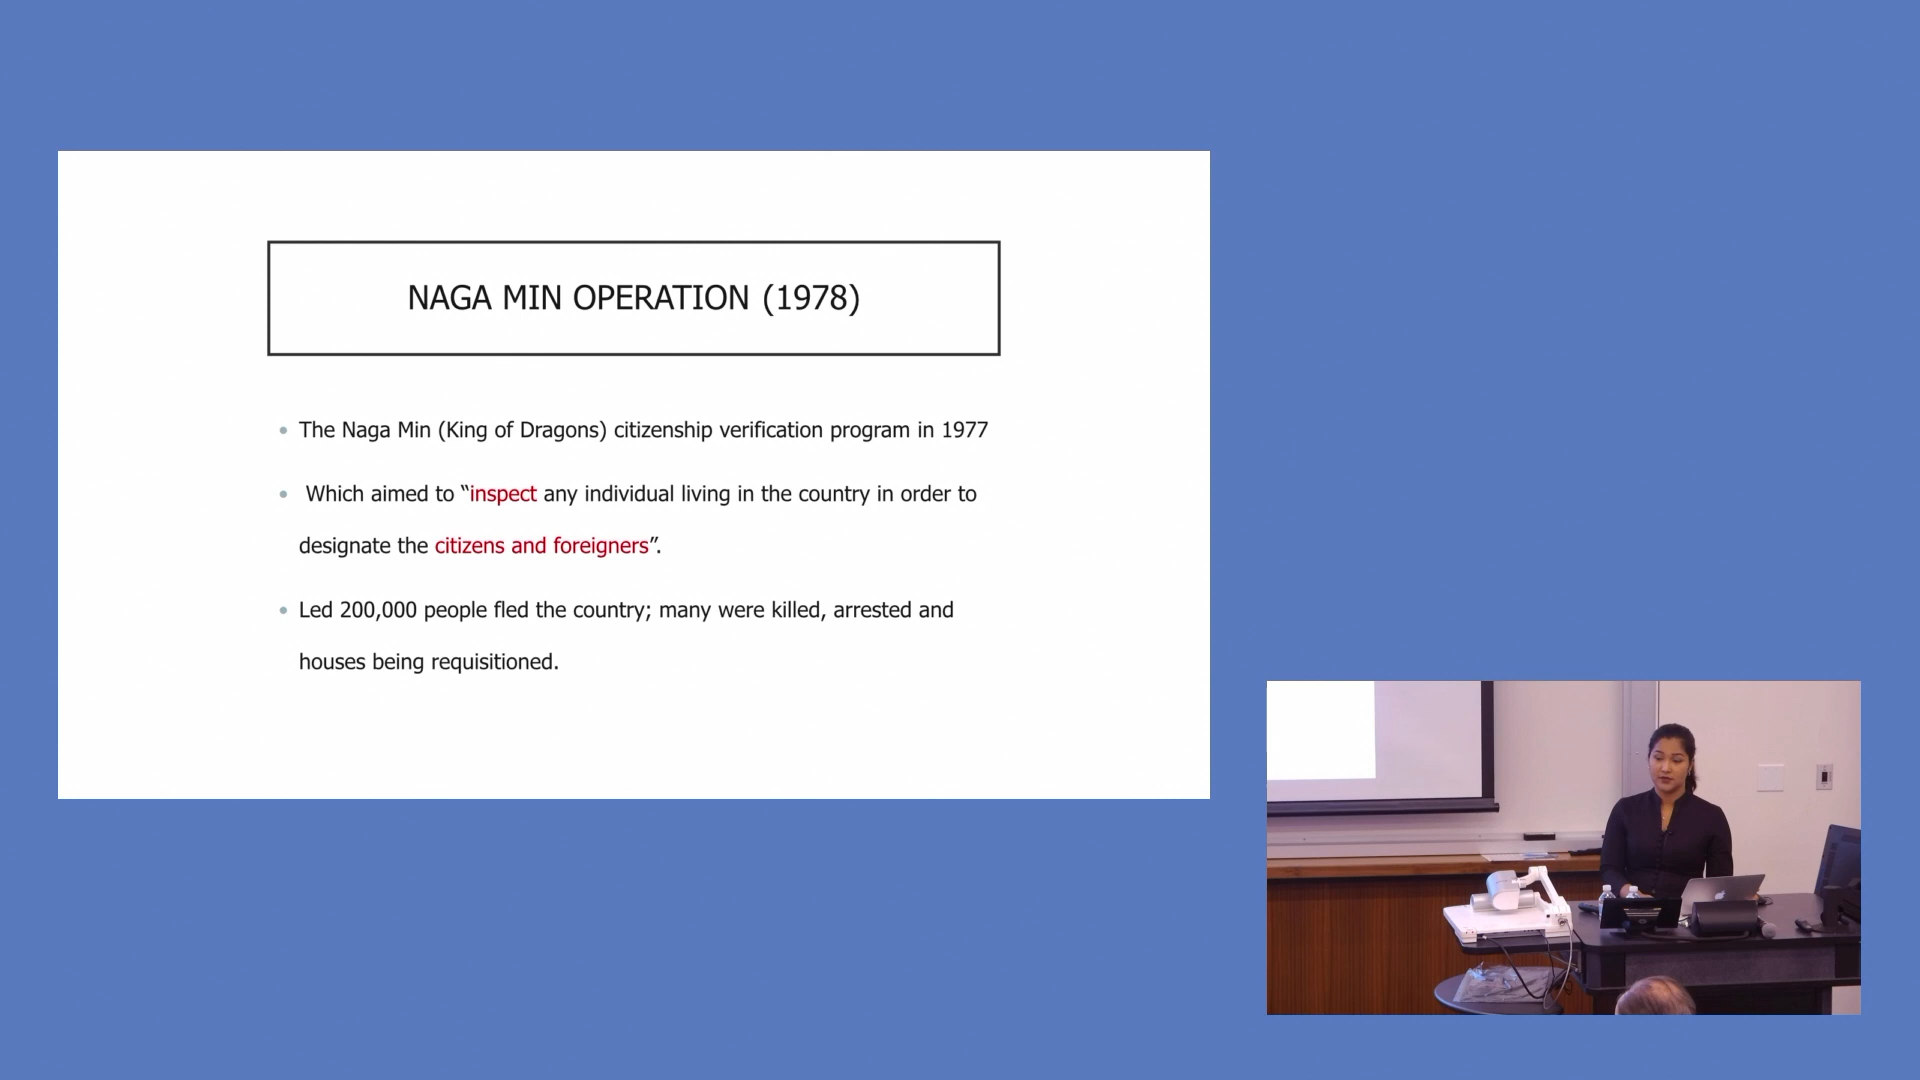 NAGA MIN OPERATION (1978)
• The Naga Min (King of Dragons) citizenship verification program in 1977
• Which aimed to “inspect any individual living in the country in order to
designate the citizens and foreigners”.
• Led 200,000 people fled the country; many were killed, arrested and
houses being requisitioned.